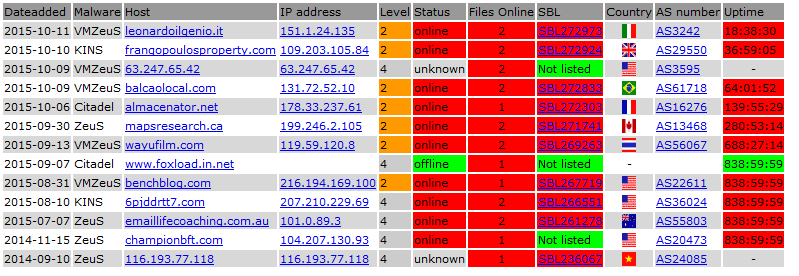 Dateadded Malware Host IP address Level Status Files Online SBL Country AS number Uptime
2015-10-11 VMZeuS leonardoilgenio.it 151.1.24.135 2 online 2 SBL272973 AS3242 18:38:30
2015-10-10 KINS frangopoulosproperty.com 109.203.105.84 2 online 2 SBL272924 AS29550 36:59:05
2015-10-09 VMZeuS 63.247.65.42 63.247.65.42 4 unknown 2 Not listed AS3595 -
2015-10-09 VMZeuS balcaolocal.com 131.72.52.10 2 online 2 SBL272833 AS61718 64:01:52
2015-10-06 Citadel almacenator.net 178.33.237.61 2 online 1 SBL272303 AS16276 139:55:29
2015-09-30 ZeuS mapsresearch.ca 199.246.2.105 2 online 2 SBL271741 AS13468 280:53:14
2015-09-13 VMZeuS wavufilm.com 119.59.120.8 2 online 2 SBL269263 AS56067 688:27:14
2015-09-07 Citadel www.foxload.in.net 4 offline 1 Not listed - 838:59:59
2015-08-31 VMZeuS benchblog.com 216.194.169.100 2 online 1 SBL267719 AS22611 838:59:59
2015-08-10 KINS 6pjddrtt7.com 207.210.229.69 4 online 2 SBL266551 AS36024 838:59:59
2015-07-07 ZeuS emaillifecoaching.com.au 101.0.89.3 4 online 2 SBL261278 AS55803 838:59:59
2014-11-15 ZeuS championbft.com 104.207.130.93 4 online 1 Not listed AS20473 838:59:59
2014-09-10 ZeuS 116.193.77.118 116.193.77.118 4 unknown 2 SBL236067 AS24085 -